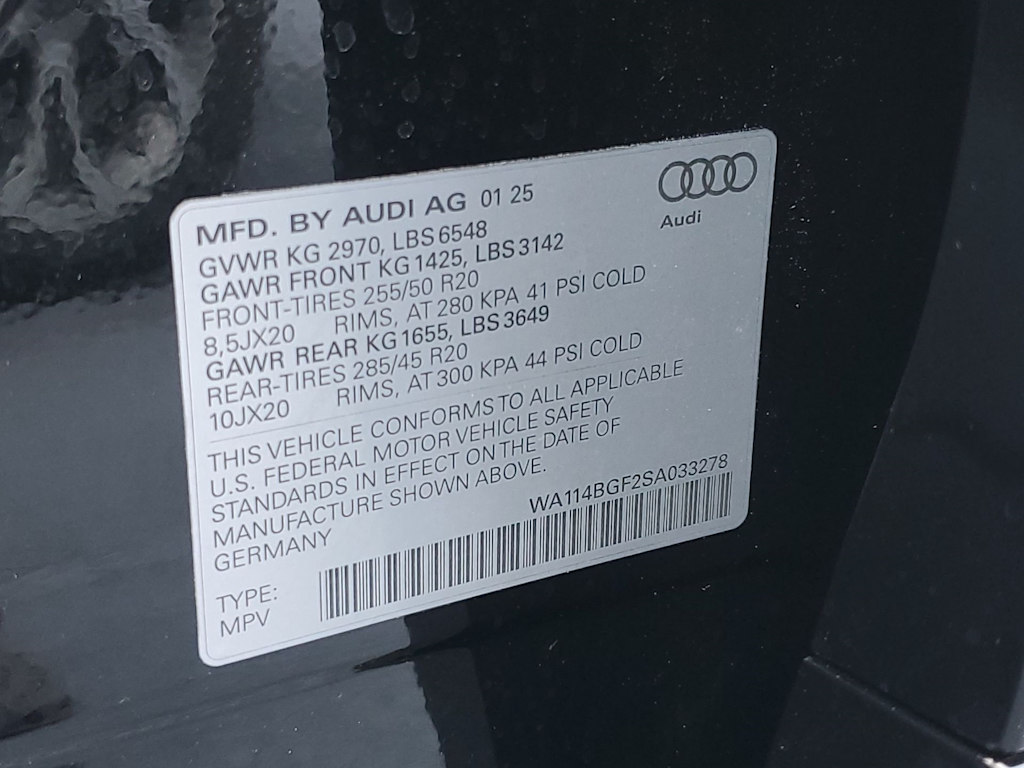 MFD. BY AUDI AG 01 25
Audi
GVWR KG 2970, LBS 6548
GAWR FRONT KG 1425, LBS 3142
FRONT-TIRES 255/50 R20
8,5JX20 RIMS, AT 280 KPA 41 PSI COLD
GAWR REAR KG 1655, LBS 3649
REAR-TIRES 285/45 R20
10JX20 RIMS, AT 300 KPA 44 PSI COLD
THIS VEHICLE CONFORMS TO ALL APPLICABLE
U.S. FEDERAL MOTOR VEHICLE SAFETY
STANDARDS IN EFFECT ON THE DATE OF
MANUFACTURE SHOWN ABOVE.
GERMANY
WA114BGF2SA033278
TYPE:
MPV